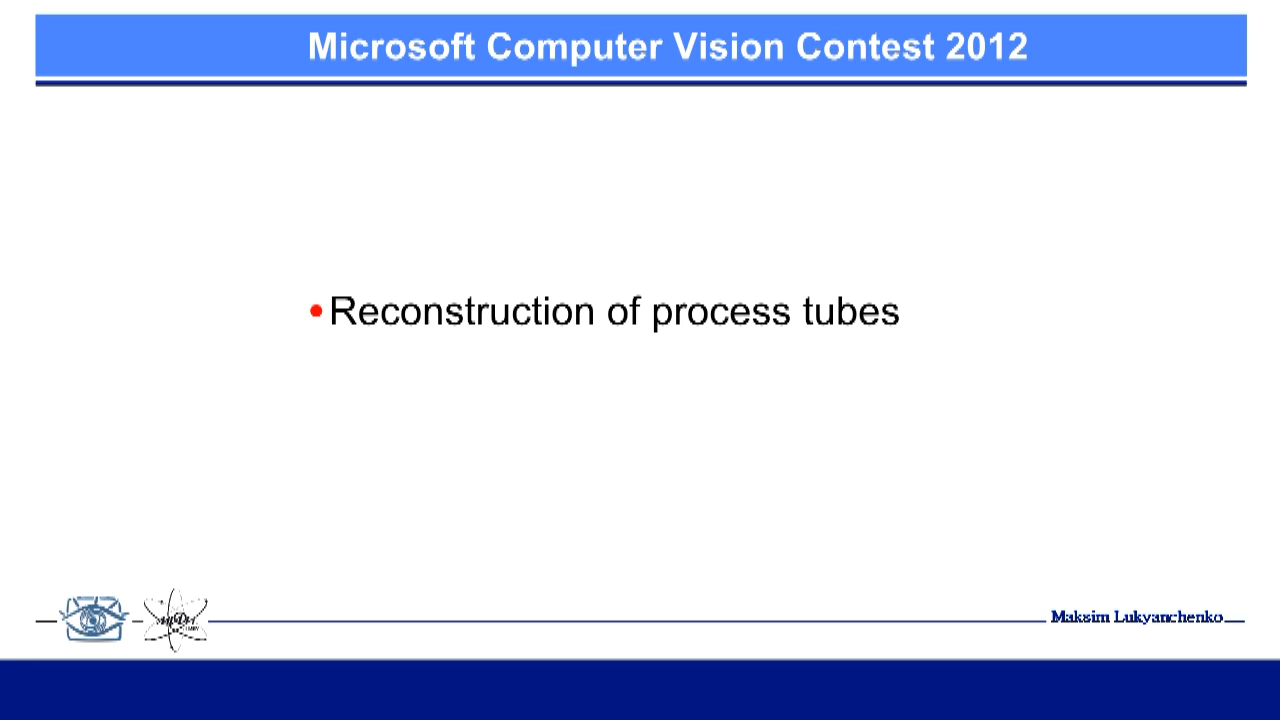 Microsoft Computer Vision Contest 2012
•Reconstruction of process tubes
Maksim Lukyanchenko